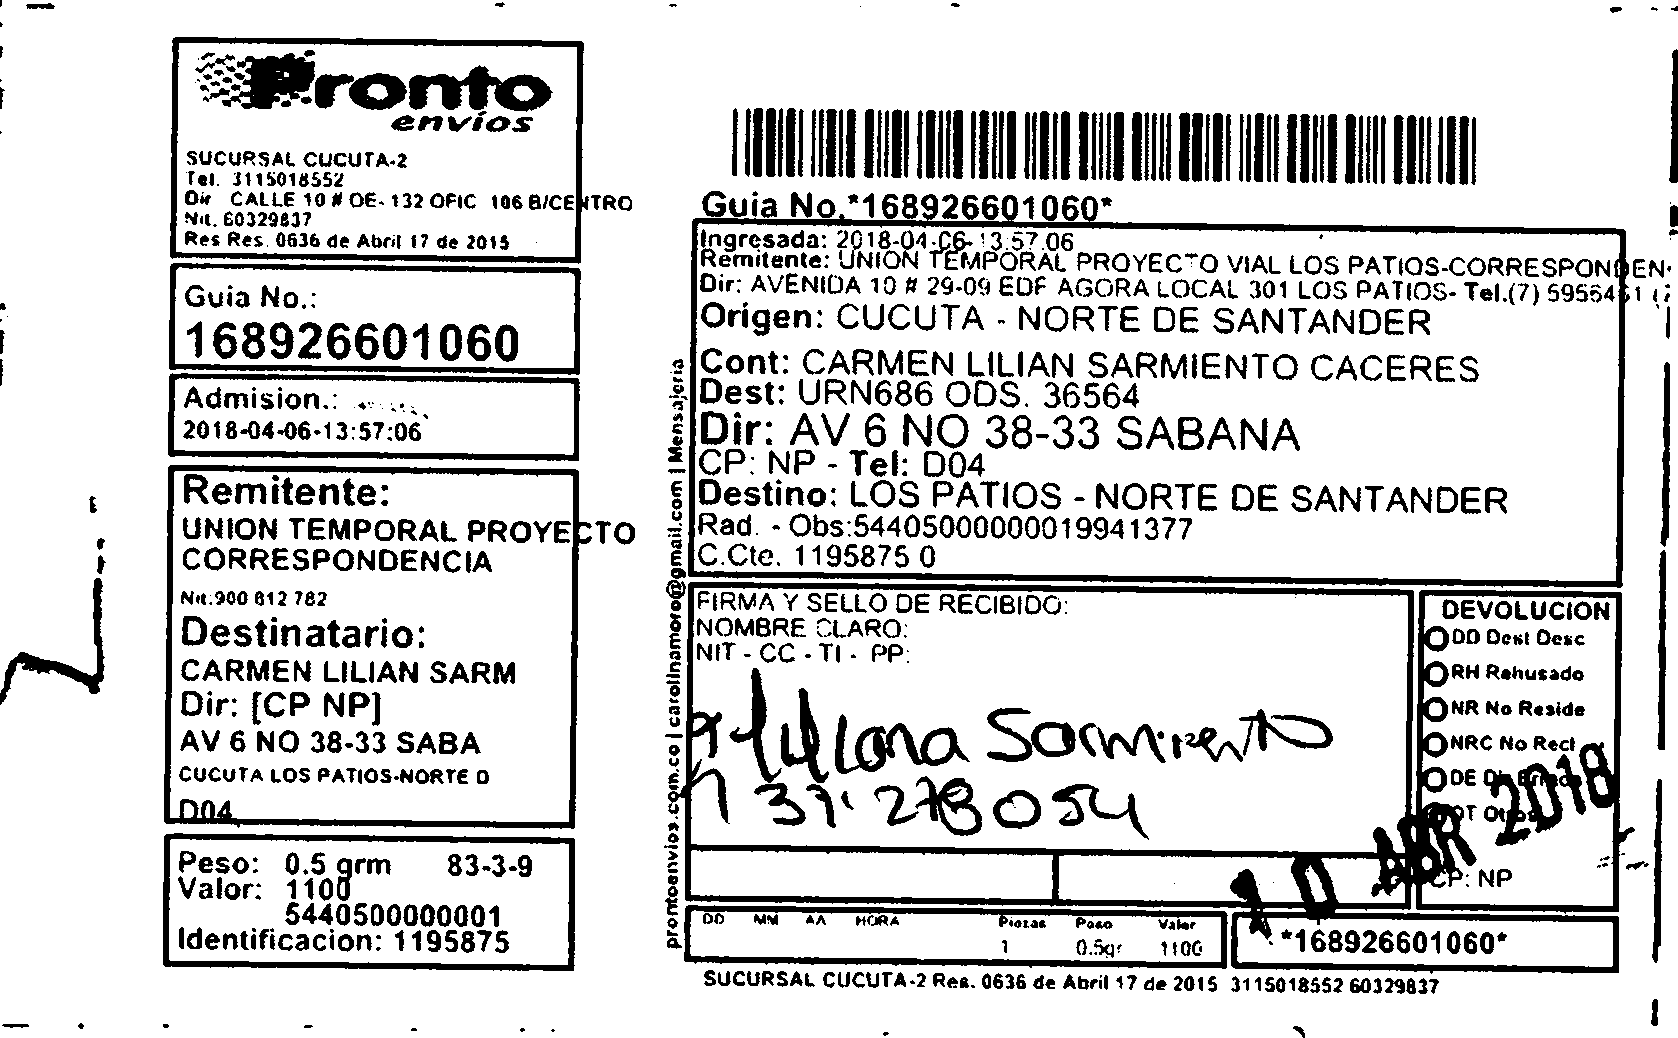 Pronto
envíos
SUCURSAL CUCUTA-2
Tel. 3115018552
Dir CALLE 10 # OE- 132 OFIC 106 B/CENTRO
Nit. 60329837
Res Res. 0636 de Abril 17 de 2015
Guia No.:
168926601060
Admision.:
2018-04-06-13:57:06
Remitente:
UNION TEMPORAL PROYECTO
CORRESPONDENCIA
Nit:900 812 782
Destinatario:
CARMEN LILIAN SARM
Dir: [CP NP]
AV 6 NO 38-33 SABA
CUCUTA LOS PATIOS-NORTE D
D04
Peso: 0.5 grm 83-3-9
Valor: 1100
5440500000001
Identificacion: 1195875
prontoenvios.com.co | carolinamoro@gmail.com | Mensajeria
Guia No.*168926601060*
Ingresada: 2018-04-06-13:57:06
Remitente: UNION TEMPORAL PROYECTO VIAL LOS PATIOS-CORRESPONDEN
Dir: AVENIDA 10 # 29-09 EDF AGORA LOCAL 301 LOS PATIOS- Tel.(7)
Origen: CUCUTA - NORTE DE SANTANDER
Cont: CARMEN LILIAN SARMIENTO CACERES
Dest: URN686 ODS. 36564
Dir: AV 6 NO 38-33 SABANA
CP: NP - Tel: D04
Destino: LOS PATIOS - NORTE DE SANTANDER
Rad. - Obs:544050000000019941377
C.Cte. 1195875 0
FIRMA Y SELLO DE RECIBIDO:
NOMBRE CLARO:
NIT - CC - TI - PP:
Liliana Sarmiento
37.278054
DEVOLUCION
DD Dest Desc
RH Rehusado
NR No Reside
NRC No Recl
DE
OT
10 ABR 2018
CP: NP
DD MM AA HORA Piezas Peso Valor
1 0.5gr 1100
*168926601060*
SUCURSAL CUCUTA-2 Res. 0636 de Abril 17 de 2015 3115018552 60329837